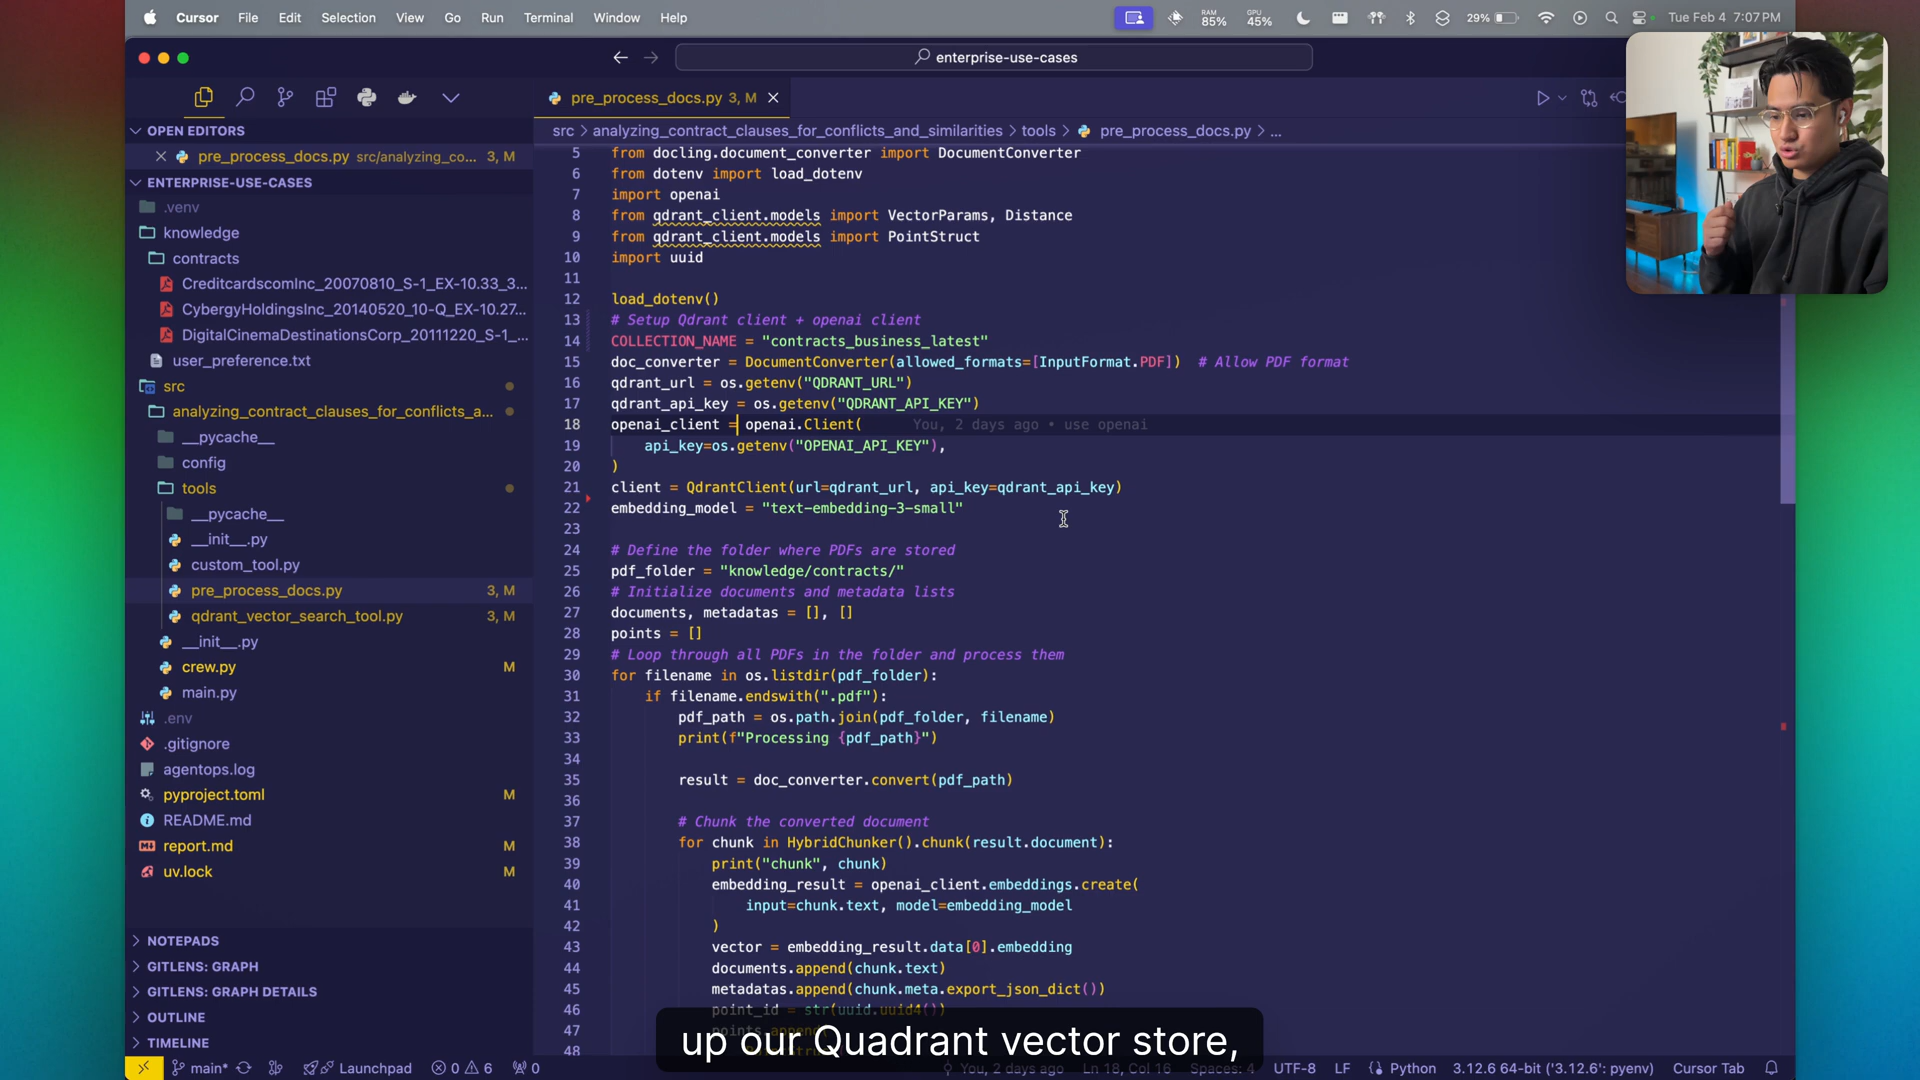 Cursor File Edit Selection View Go Run Terminal Window Help RAM 85% GPU 45% 29% Tue Feb 4 7:07 PM
enterprise-use-cases
pre_process_docs.py 3, M
OPEN EDITORS
pre_process_docs.py src/analyzing_co... 3, M
ENTERPRISE-USE-CASES
.venv
knowledge
contracts
CreditcardscomInc_20070810_S-1_EX-10.33_3...
CybergyHoldingsInc_20140520_10-Q_EX-10.27...
DigitalCinemaDestinationsCorp_20111220_S-1_...
user_preference.txt
src
analyzing_contract_clauses_for_conflicts_a...
__pycache__
config
tools
__pycache__
__init__.py
custom_tool.py
pre_process_docs.py 3, M
qdrant_vector_search_tool.py 3, M
__init__.py
crew.py M
main.py
.env
.gitignore
agentops.log
pyproject.toml M
README.md
report.md M
uv.lock M
NOTEPADS
GITLENS: GRAPH
GITLENS: GRAPH DETAILS
OUTLINE
TIMELINE
src > analyzing_contract_clauses_for_conflicts_and_similarities > tools > pre_process_docs.py > ...
5 from docling.document_converter import DocumentConverter
6 from dotenv import load_dotenv
7 import openai
8 from qdrant_client.models import VectorParams, Distance
9 from qdrant_client.models import PointStruct
10 import uuid
11
12 load_dotenv()
13 # Setup Qdrant client + openai client
14 COLLECTION_NAME = "contracts_business_latest"
15 doc_converter = DocumentConverter(allowed_formats=[InputFormat.PDF]) # Allow PDF format
16 qdrant_url = os.getenv("QDRANT_URL")
17 qdrant_api_key = os.getenv("QDRANT_API_KEY")
18 openai_client = openai.Client( You, 2 days ago • use openai
19 api_key=os.getenv("OPENAI_API_KEY"),
20 )
21 client = QdrantClient(url=qdrant_url, api_key=qdrant_api_key)
22 embedding_model = "text-embedding-3-small"
23
24 # Define the folder where PDFs are stored
25 pdf_folder = "knowledge/contracts/"
26 # Initialize documents and metadata lists
27 documents, metadatas = [], []
28 points = []
29 # Loop through all PDFs in the folder and process them
30 for filename in os.listdir(pdf_folder):
31 if filename.endswith(".pdf"):
32 pdf_path = os.path.join(pdf_folder, filename)
33 print(f"Processing {pdf_path}")
34
35 result = doc_converter.convert(pdf_path)
36
37 # Chunk the converted document
38 for chunk in HybridChunker().chunk(result.document):
39 print("chunk", chunk)
40 embedding_result = openai_client.embeddings.create(
41 input=chunk.text, model=embedding_model
42 )
43 vector = embedding_result.data[0].embedding
44 documents.append(chunk.text)
45 metadatas.append(chunk.meta.export_json_dict())
46 point_id = str(uuid.uuid4())
47 points.append
48
up our Quadrant vector store,
main* Launchpad 0 6 0 You, 2 days ago Ln 18, Col 16 Spaces: 4 UTF-8 LF Python 3.12.6 64-bit ('3.12.6': pyenv) Cursor Tab